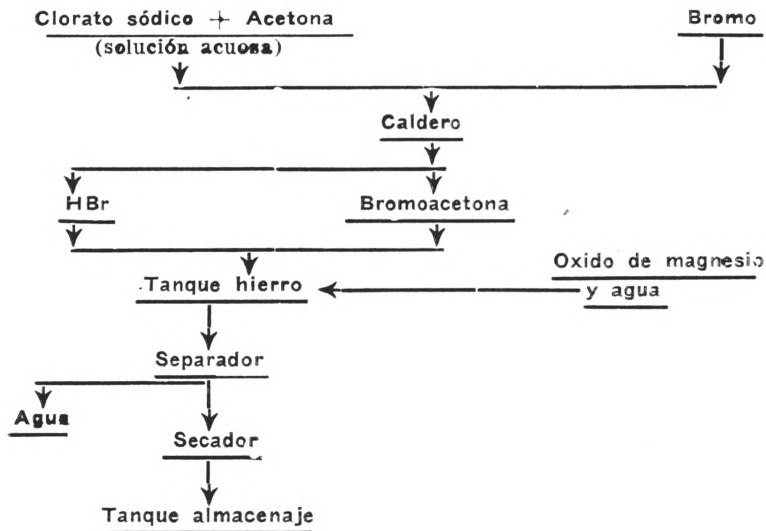 Clorato sódico + Acetona
(solución acuosa)
Bromo
Caldero
HBr
Bromoacetona
Oxido de magnesio
y agua
Tanque hierro
Separador
Agua
Secador
Tanque almacenaje